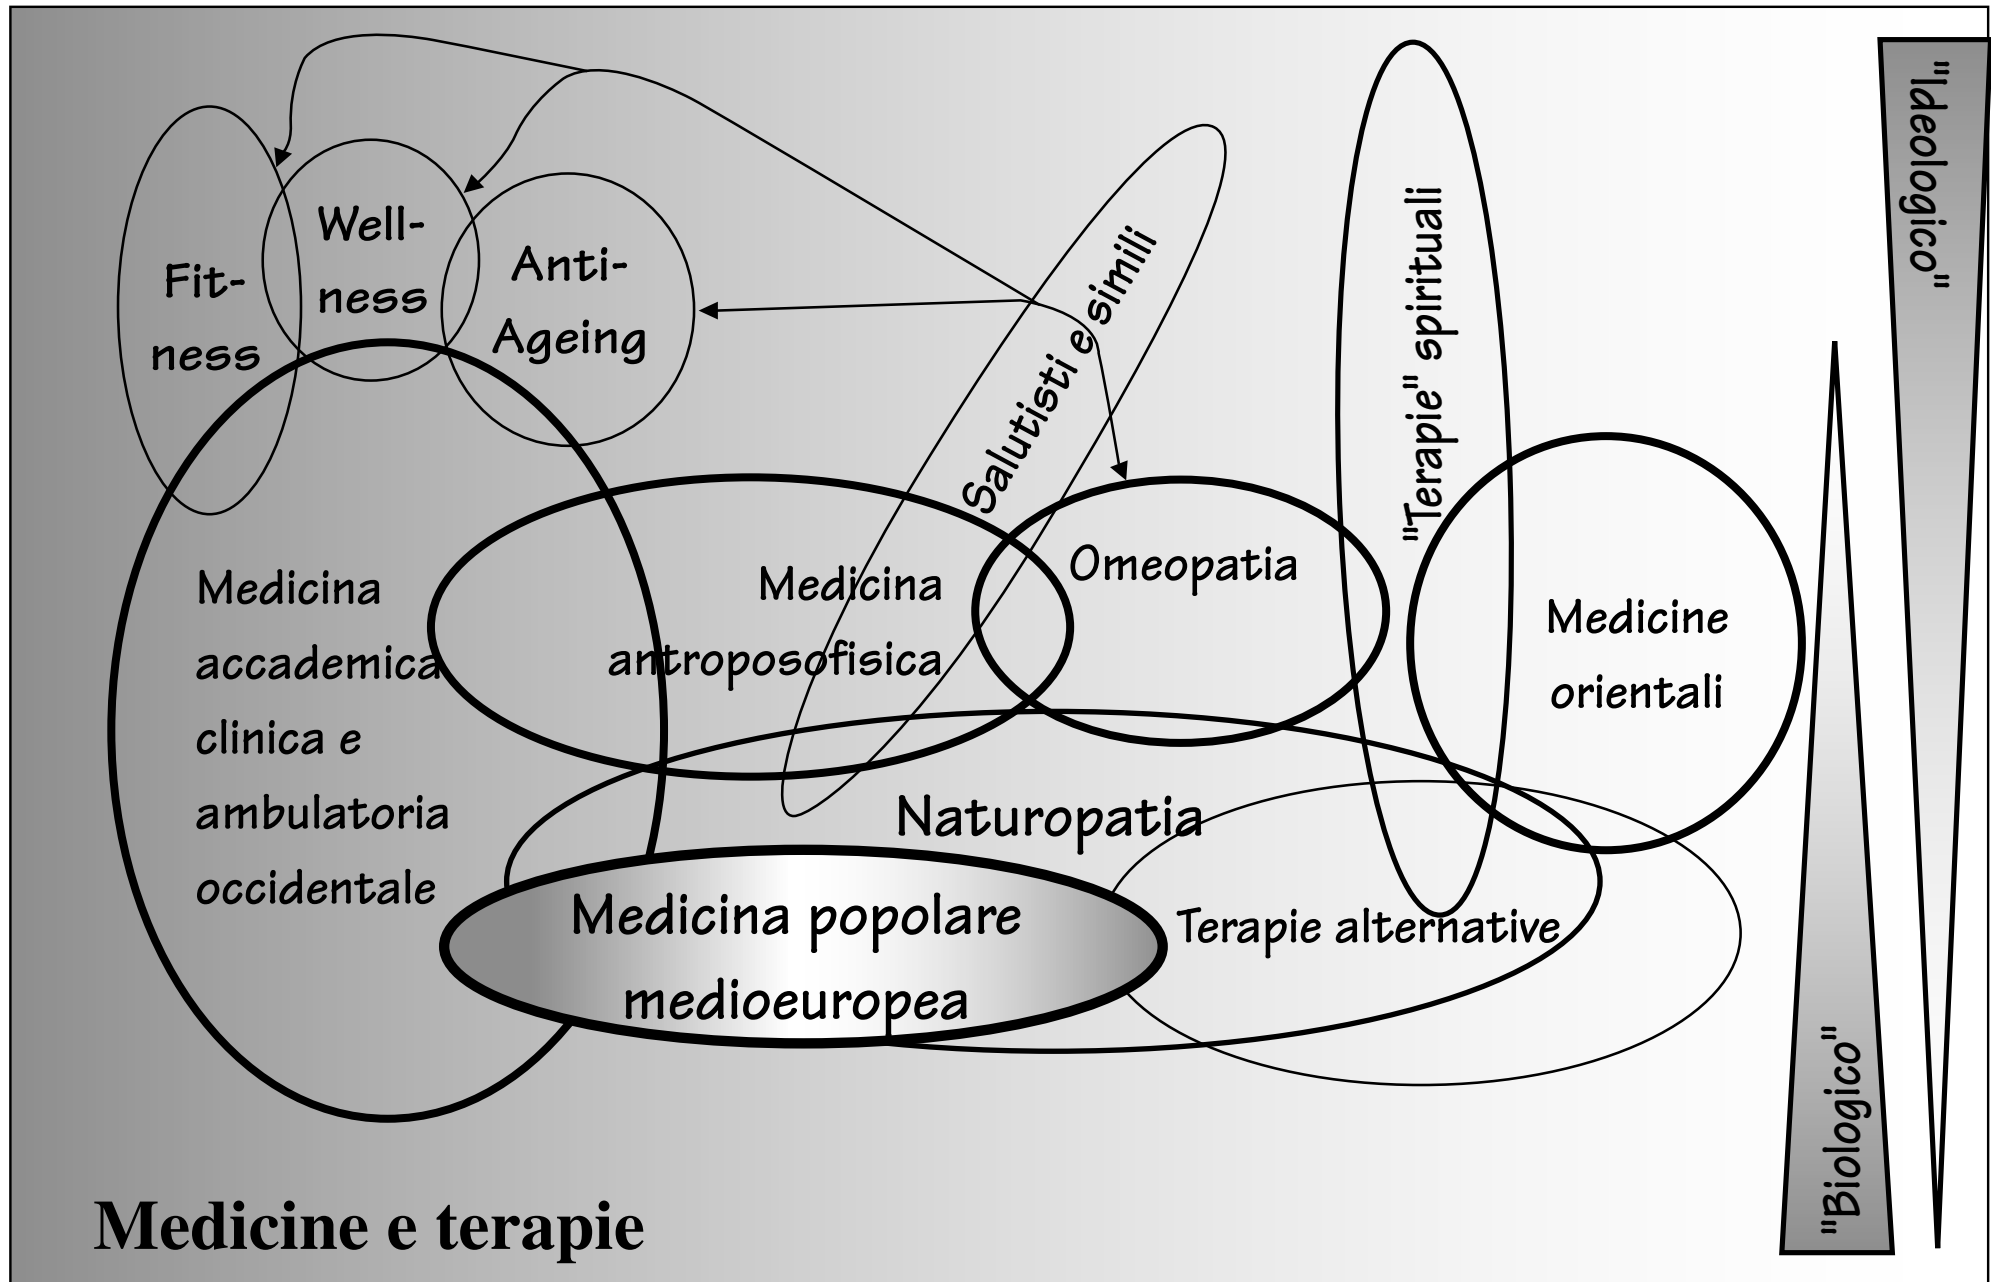 "Ideologico"
Well-
ness
Fit-
ness
Anti-
Ageing
Salutisti e simili
"Terapie" spirituali
Medicina
accademica
clinica e
ambulatoria
occidentale
Medicina
antroposofisica
Omeopatia
Medicine
orientali
Naturopatia
Medicina popolare
medioeuropea
Terapie alternative
"Biologico"
Medicine e terapie